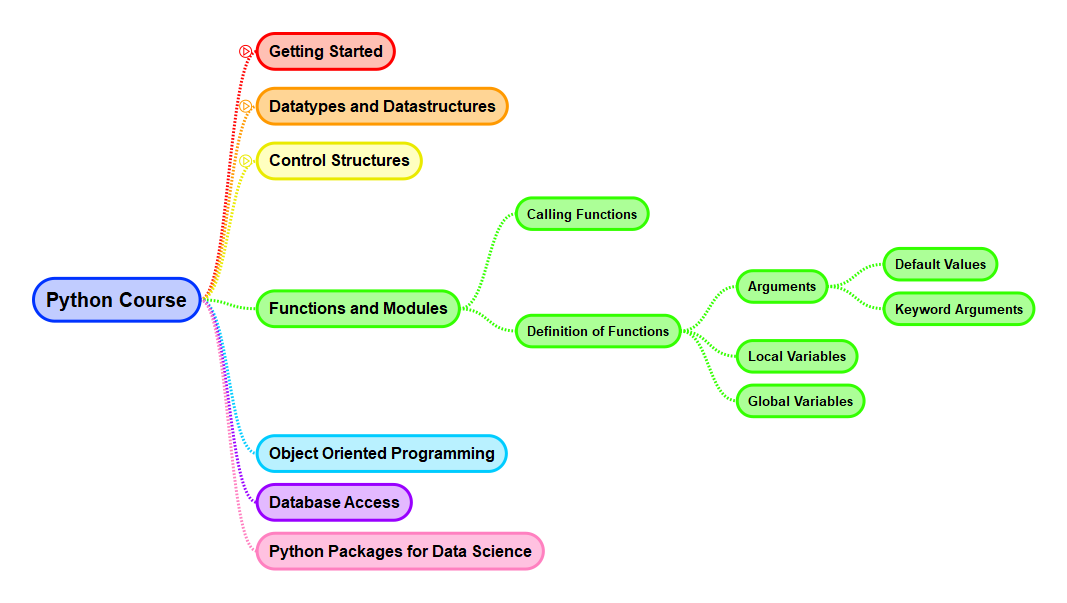 Python Course
Getting Started
Datatypes and Datastructures
Control Structures
Functions and Modules
Calling Functions
Definition of Functions
Arguments
Default Values
Keyword Arguments
Local Variables
Global Variables
Object Oriented Programming
Database Access
Python Packages for Data Science